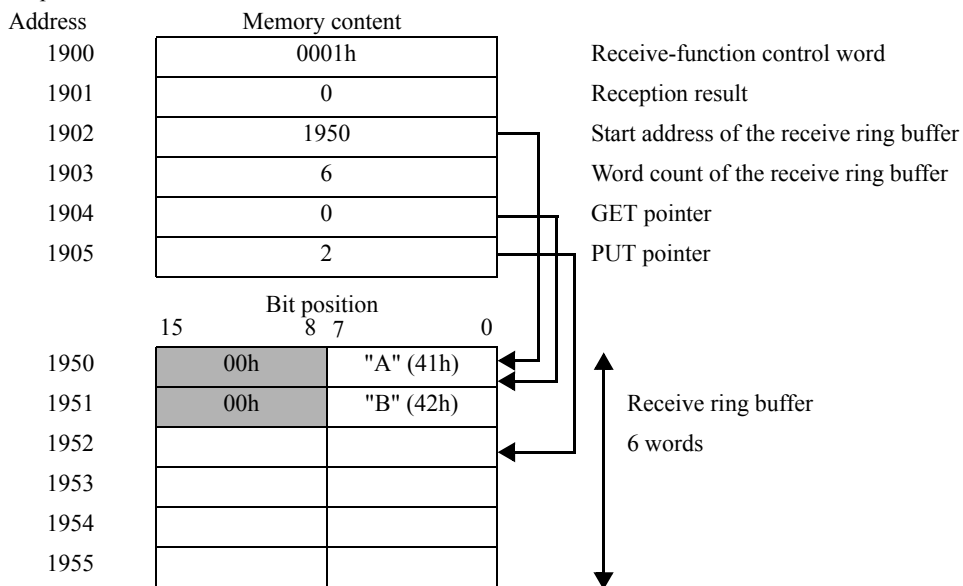 Address Memory content
1900 0001h Receive-function control word
1901 0 Reception result
1902 1950 Start address of the receive ring buffer
1903 6 Word count of the receive ring buffer
1904 0 GET pointer
1905 2 PUT pointer
Bit position
15 8 7 0
1950 00h "A" (41h)
1951 00h "B" (42h) Receive ring buffer
1952 6 words
1953
1954
1955